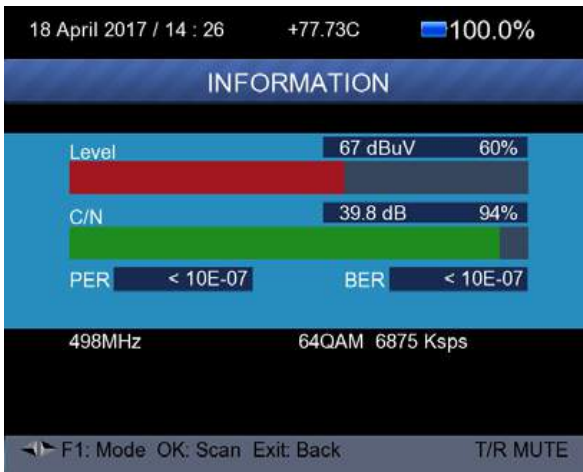 18 April 2017 / 14 : 26 +77.73C 100.0%
INFORMATION
Level 67 dBuV 60%
C/N 39.8 dB 94%
PER < 10E-07 BER < 10E-07
498MHz 64QAM 6875 Ksps
F1: Mode OK: Scan Exit: Back T/R MUTE